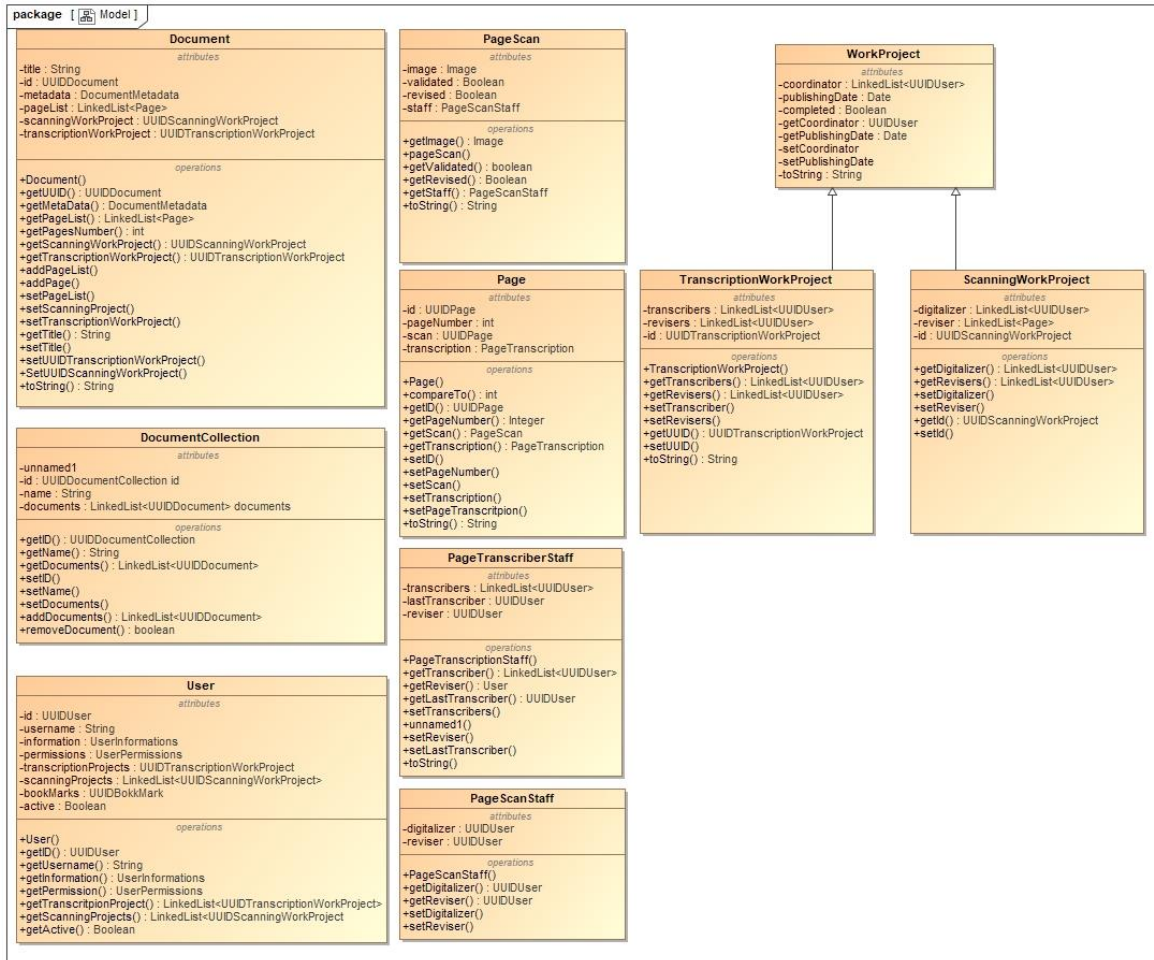 package [ Model ]
Document
attributes
-title : String
-id : UUIDDocument
-metadata : DocumentMetadata
-pageList : LinkedList<Page>
-scanningWorkProject : UUIDScanningWorkProject
-transcriptionWorkProject : UUIDTranscriptionWorkProject
operations
+Document()
+getUUID() : UUIDDocument
+getMetaData() : DocumentMetadata
+getPageList() : LinkedList<Page>
+getPagesNumber() : int
+getScanningWorkProject() : UUIDScanningWorkProject
+getTranscriptionWorkProject() : UUIDTranscriptionWorkProject
+addPageList()
+addPage()
+setPageList()
+setScanningProject()
+setTranscriptionWorkProject()
+getTitle() : String
+setTitle()
+setUUIDTranscriptionWorkProject()
+SetUUIDScanningWorkProject()
+toString() : String
DocumentCollection
attributes
-unnamed1
-id : UUIDDocumentCollection id
-name : String
-documents : LinkedList<UUIDDocument> documents
operations
+getID() : UUIDDocumentCollection
+getName() : String
+getDocuments() : LinkedList<UUIDDocument>
+setID()
+setName()
+setDocuments()
+addDocuments() : LinkedList<UUIDDocument>
+removeDocument() : boolean
User
attributes
-id : UUIDUser
-username : String
-information : UserInformations
-permissions : UserPermissions
-transcriptionProjects : UUIDTranscriptionWorkProject
-scanningProjects : LinkedList<UUIDScanningWorkProject>
-bookMarks : UUIDBokkMark
-active : Boolean
operations
+User()
+getID() : UUIDUser
+getUsername() : String
+getInformation() : UserInformations
+getPermission() : UserPermissions
+getTranscritpionProject() : LinkedList<UUIDTranscriptionWorkProject>
+getScanningProjects() : LinkedList<UUIDScanningWorkProject
+getActive() : Boolean
PageScan
attributes
-image : Image
-validated : Boolean
-revised : Boolean
-staff : PageScanStaff
operations
+getImage() : Image
+pageScan()
+getValidated() : boolean
+getRevised() : Boolean
+getStaff() : PageScanStaff
+toString() : String
Page
attributes
-id : UUIDPage
-pageNumber : int
-scan : UUIDPage
-transcription : PageTranscription
operations
+Page()
+compareTo() : int
+getID() : UUIDPage
+getPageNumber() : Integer
+getScan() : PageScan
+getTranscription() : PageTranscription
+setID()
+setPageNumber()
+setScan()
+setTranscription()
+setPageTranscritpion()
+toString() : String
PageTranscriberStaff
attributes
-transcribers : LinkedList<UUIDUser>
-lastTranscriber : UUIDUser
-reviser : UUIDUser
operations
+PageTranscriptionStaff()
+getTranscriber() : LinkedList<UUIDUser>
+getReviser() : User
+getLastTranscriber() : UUIDUser
+setTranscribers()
+unnamed1()
+setReviser()
+setLastTranscriber()
+toString()
PageScanStaff
attributes
-digitalizer : UUIDUser
-reviser : UUIDUser
operations
+PageScanStaff()
+getDigitalizer() : UUIDUser
+getReviser() : UUIDUser
+setDigitalizer()
+setReviser()
WorkProject
attributes
-coordinator : LinkedList<UUIDUser>
-publishingDate : Date
-completed : Boolean
-getCoordinator : UUIDUser
-getPublishingDate : Date
-setCoordinator
-setPublishingDate
-toString : String
TranscriptionWorkProject
attributes
-transcribers : LinkedList<UUIDUser>
-revisers : LinkedList<UUIDUser>
-id : UUIDTranscriptionWorkProject
operations
+TranscriptionWorkProject()
+getTranscribers() : LinkedList<UUIDUser>
+getRevisers() : LinkedList<UUIDUser>
+setTranscriber()
+setRevisers()
+getUUID() : UUIDTranscriptionWorkProject
+setUUID()
+toString() : String
ScanningWorkProject
attributes
-digitalizer : LinkedList<UUIDUser>
-reviser : LinkedList<Page>
-id : UUIDScanningWorkProject
operations
+getDigitalizer() : LinkedList<UUIDUser>
+getRevisers() : LinkedList<UUIDUser>
+setDigitalizer()
+setReviser()
+getId() : UUIDScanningWorkProject
+setId()